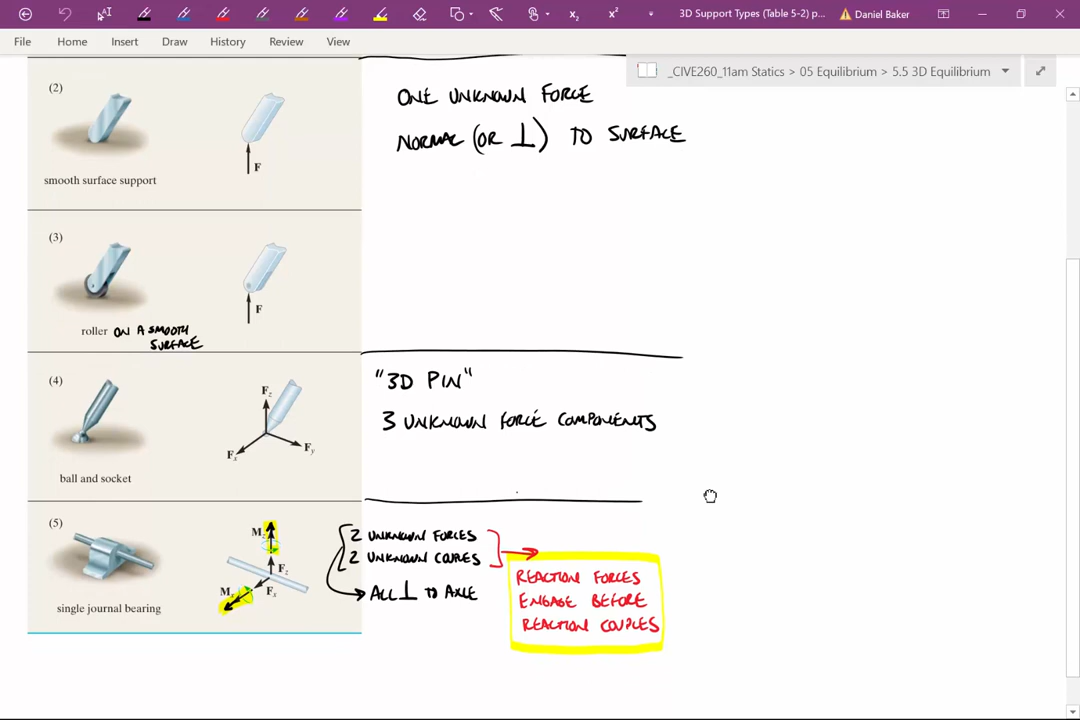 3D Support Types (Table 5-2) p...
Daniel Baker
File Home Insert Draw History Review View
_CIVE260_11am Statics > 05 Equilibrium > 5.5 3D Equilibrium
(2)
F
smooth surface support
ONE UNKNOWN FORCE
NORMAL (OR ⊥) TO SURFACE
(3)
F
roller ON A SMOOTH
SURFACE
(4)
Fz
Fx
Fy
ball and socket
"3D PIN"
3 UNKNOWN FORCE COMPONENTS
(5)
Mz
Fz
Mx
Fx
single journal bearing
2 UNKNOWN FORCES
2 UNKNOWN COUPLES
ALL ⊥ TO AXLE
REACTION FORCES
ENGAGE BEFORE
REACTION COUPLES